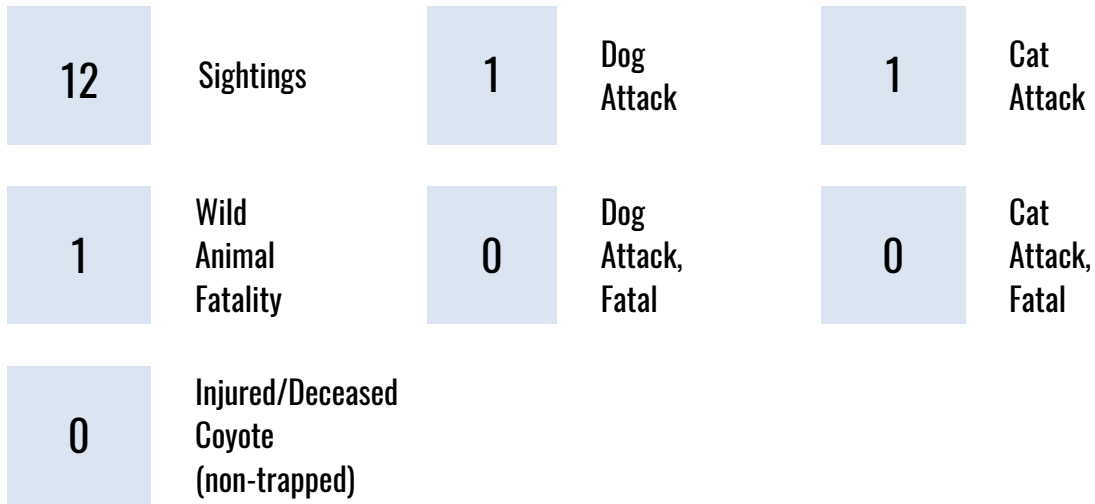 12
Sightings
1
Dog
Attack
1
Cat
Attack
1
Wild
Animal
Fatality
0
Dog
Attack,
Fatal
0
Cat
Attack,
Fatal
0
Injured/Deceased
Coyote
(non-trapped)